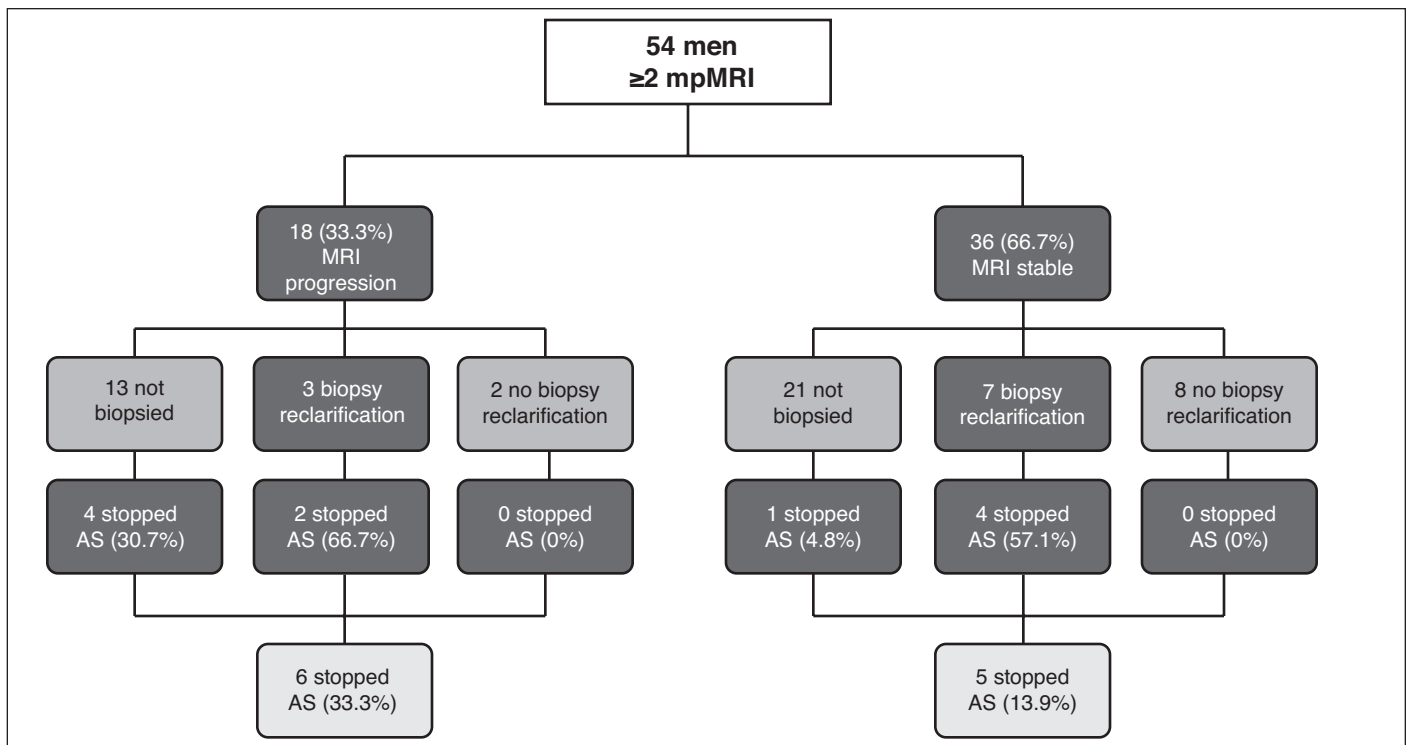 54 men
≥2 mpMRI
18 (33.3%)
MRI
progression
36 (66.7%)
MRI stable
13 not
biopsied
3 biopsy
reclarification
2 no biopsy
reclarification
21 not
biopsied
7 biopsy
reclarification
8 no biopsy
reclarification
4 stopped
AS (30.7%)
2 stopped
AS (66.7%)
0 stopped
AS (0%)
1 stopped
AS (4.8%)
4 stopped
AS (57.1%)
0 stopped
AS (0%)
6 stopped
AS (33.3%)
5 stopped
AS (13.9%)